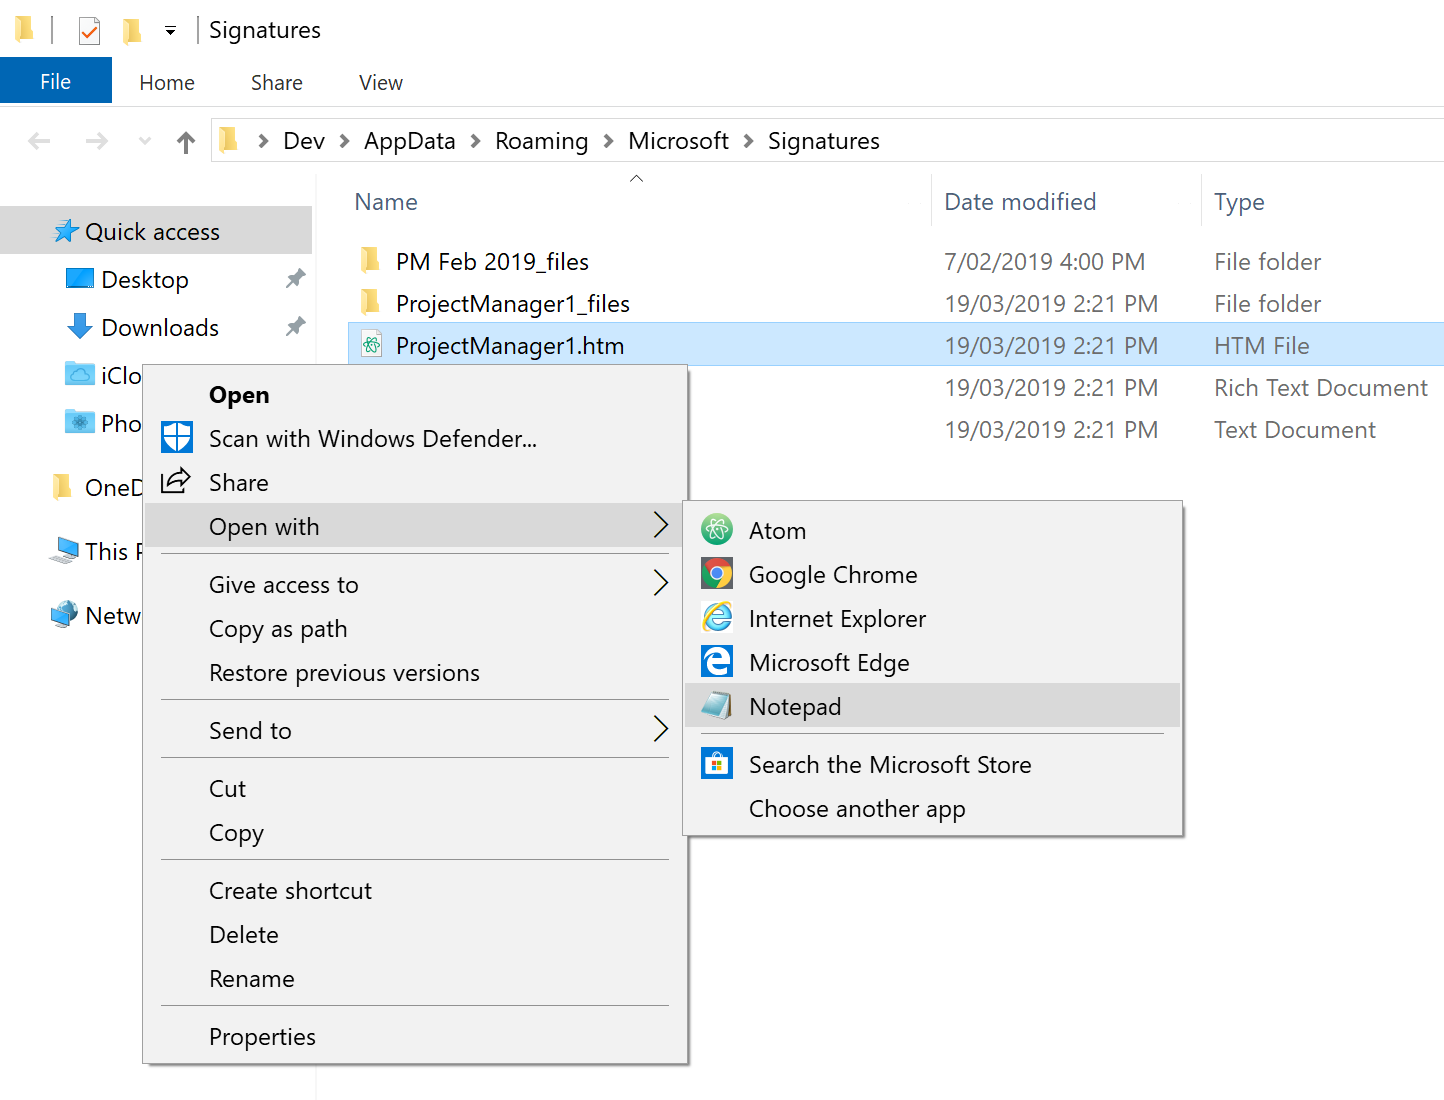 Signatures
File Home Share View
Dev AppData Roaming Microsoft Signatures
Name Date modified Type
Quick access
Desktop
Downloads
iClo
Pho
OneD
This P
Netw
PM Feb 2019_files 7/02/2019 4:00 PM File folder
ProjectManager1_files 19/03/2019 2:21 PM File folder
ProjectManager1.htm 19/03/2019 2:21 PM HTM File
19/03/2019 2:21 PM Rich Text Document
19/03/2019 2:21 PM Text Document
Open
Scan with Windows Defender...
Share
Open with
Give access to
Copy as path
Restore previous versions
Send to
Cut
Copy
Create shortcut
Delete
Rename
Properties
Atom
Google Chrome
Internet Explorer
Microsoft Edge
Notepad
Search the Microsoft Store
Choose another app